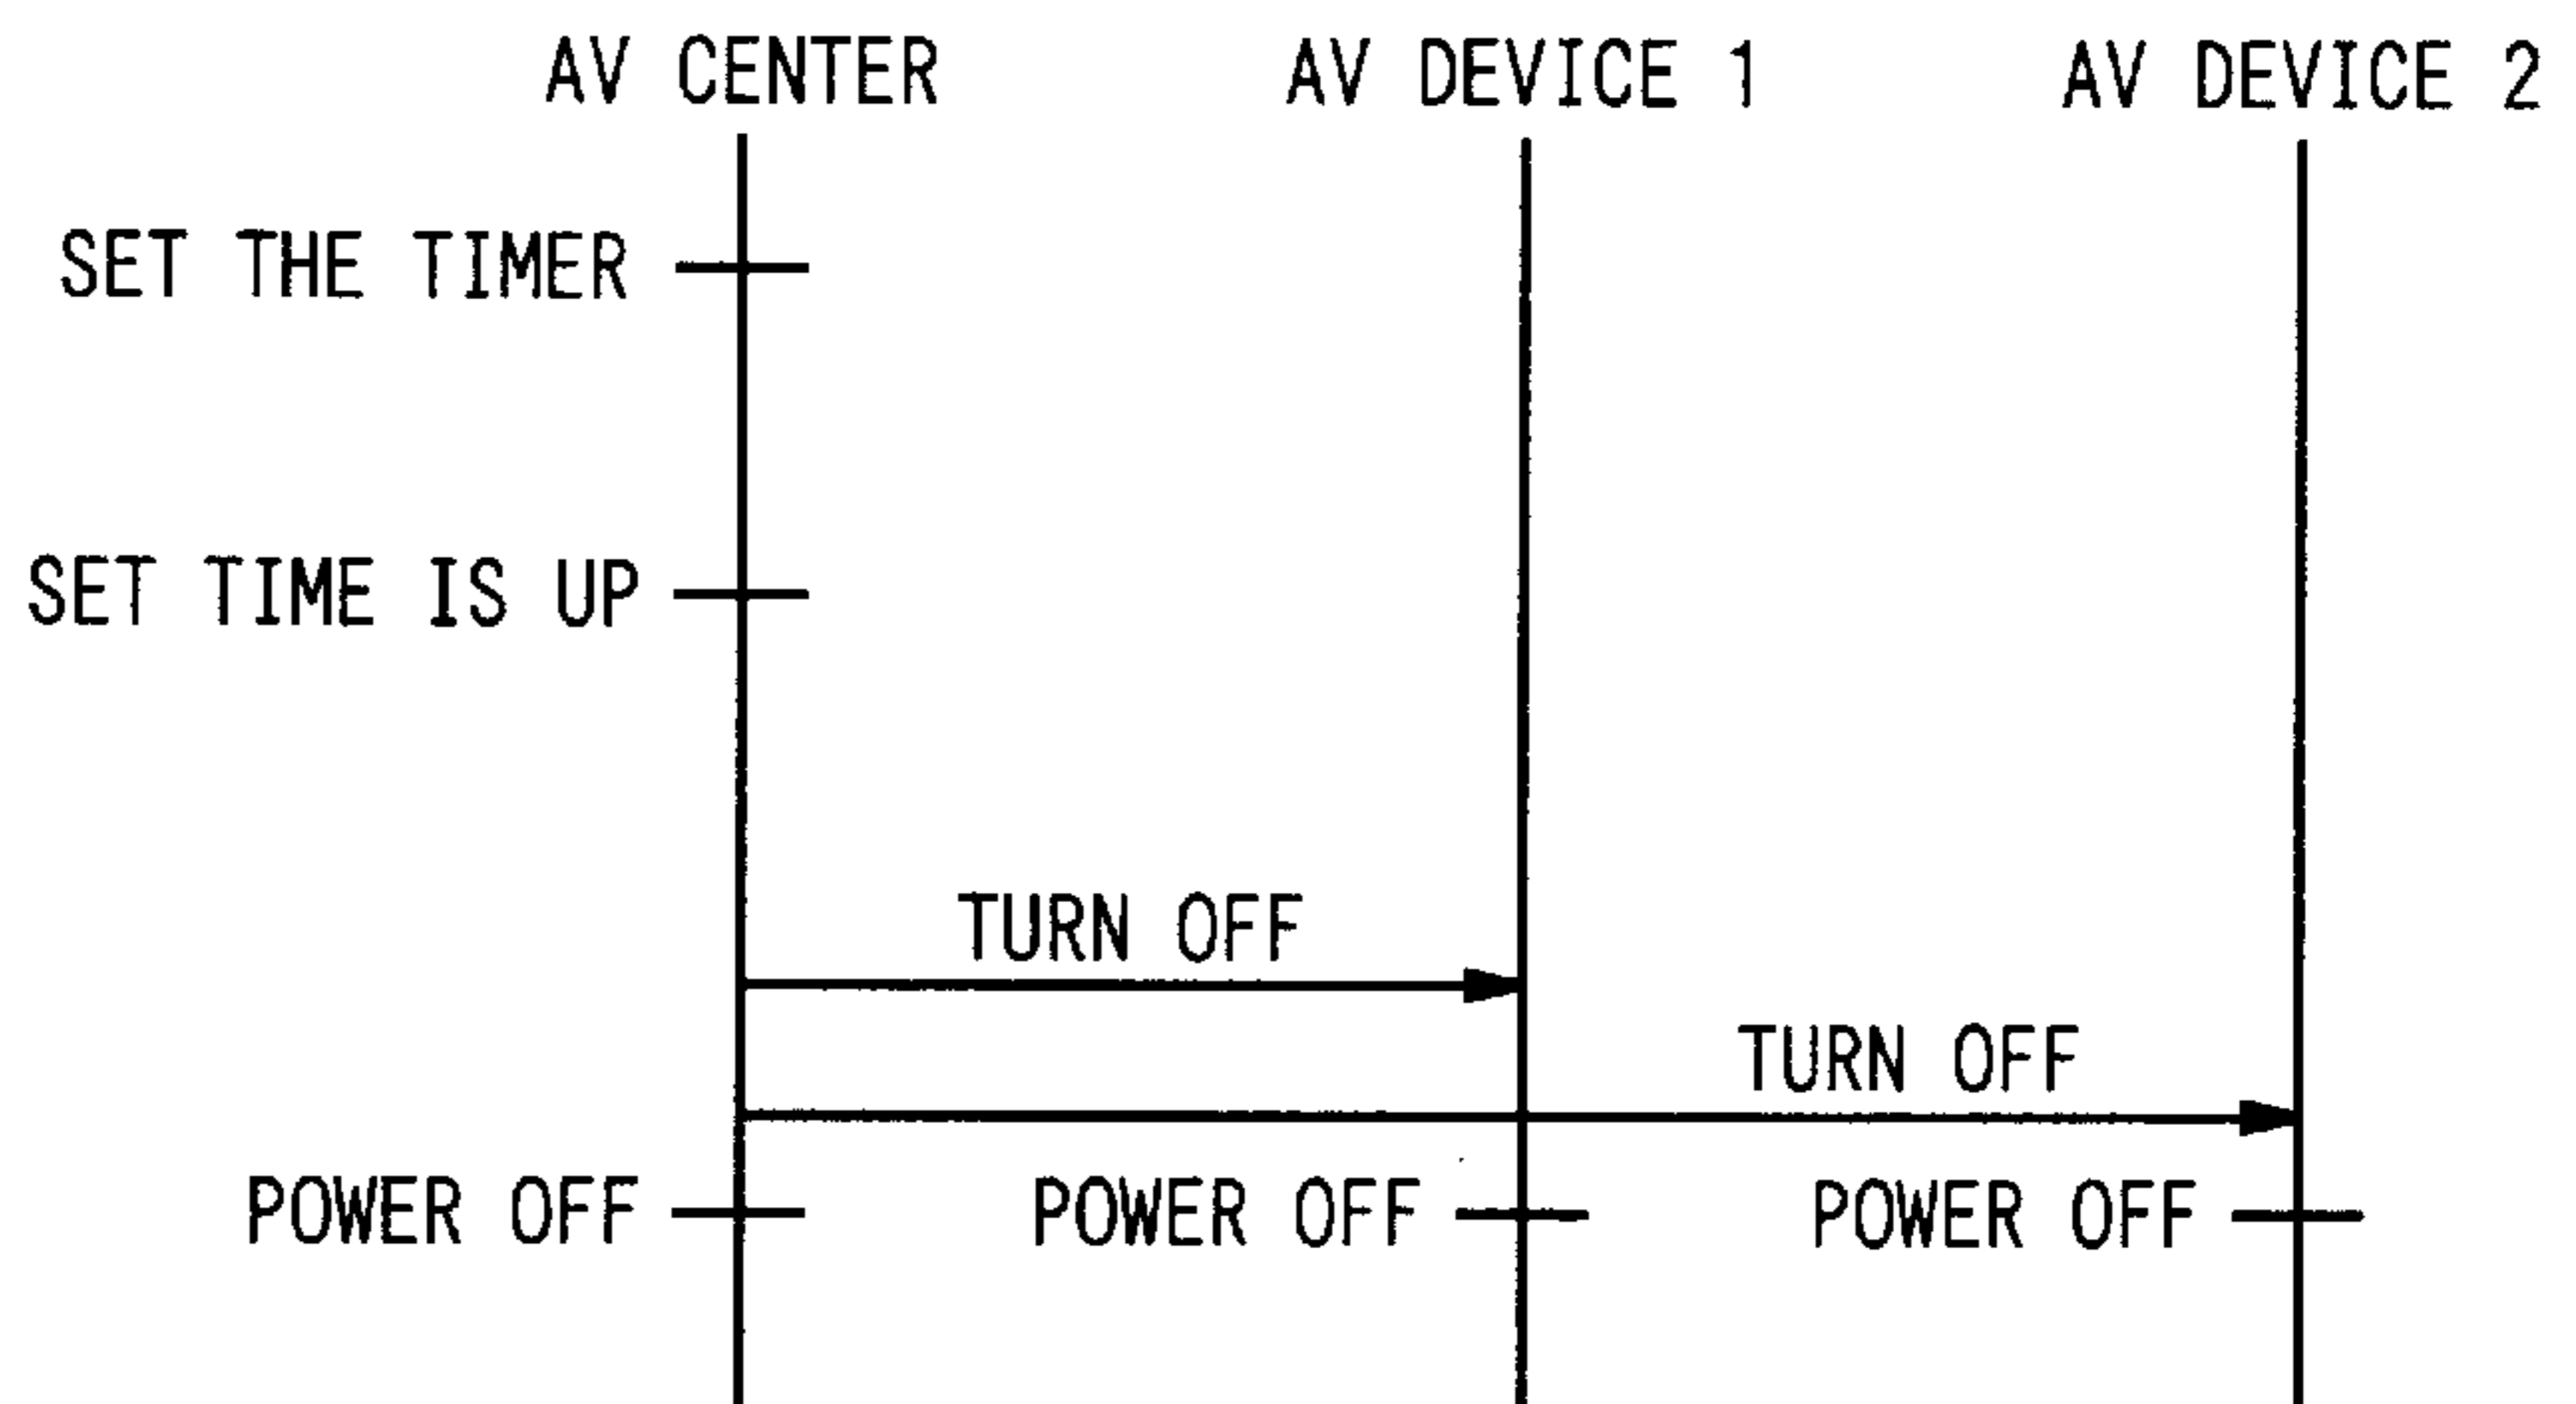 AV CENTER AV DEVICE 1 AV DEVICE 2
SET THE TIMER
SET TIME IS UP
TURN OFF
TURN OFF
POWER OFF POWER OFF POWER OFF